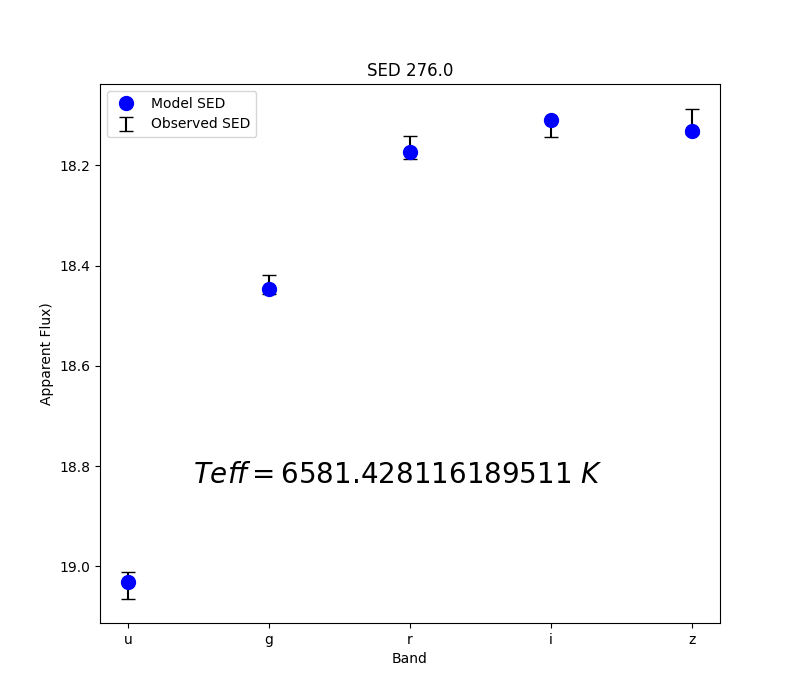 SED 276.0
Model SED
Observed SED
18.2
18.4
18.6
18.8
19.0
Apparent Flux)
Teff = 6581.428116189511 K
u g r i z
Band